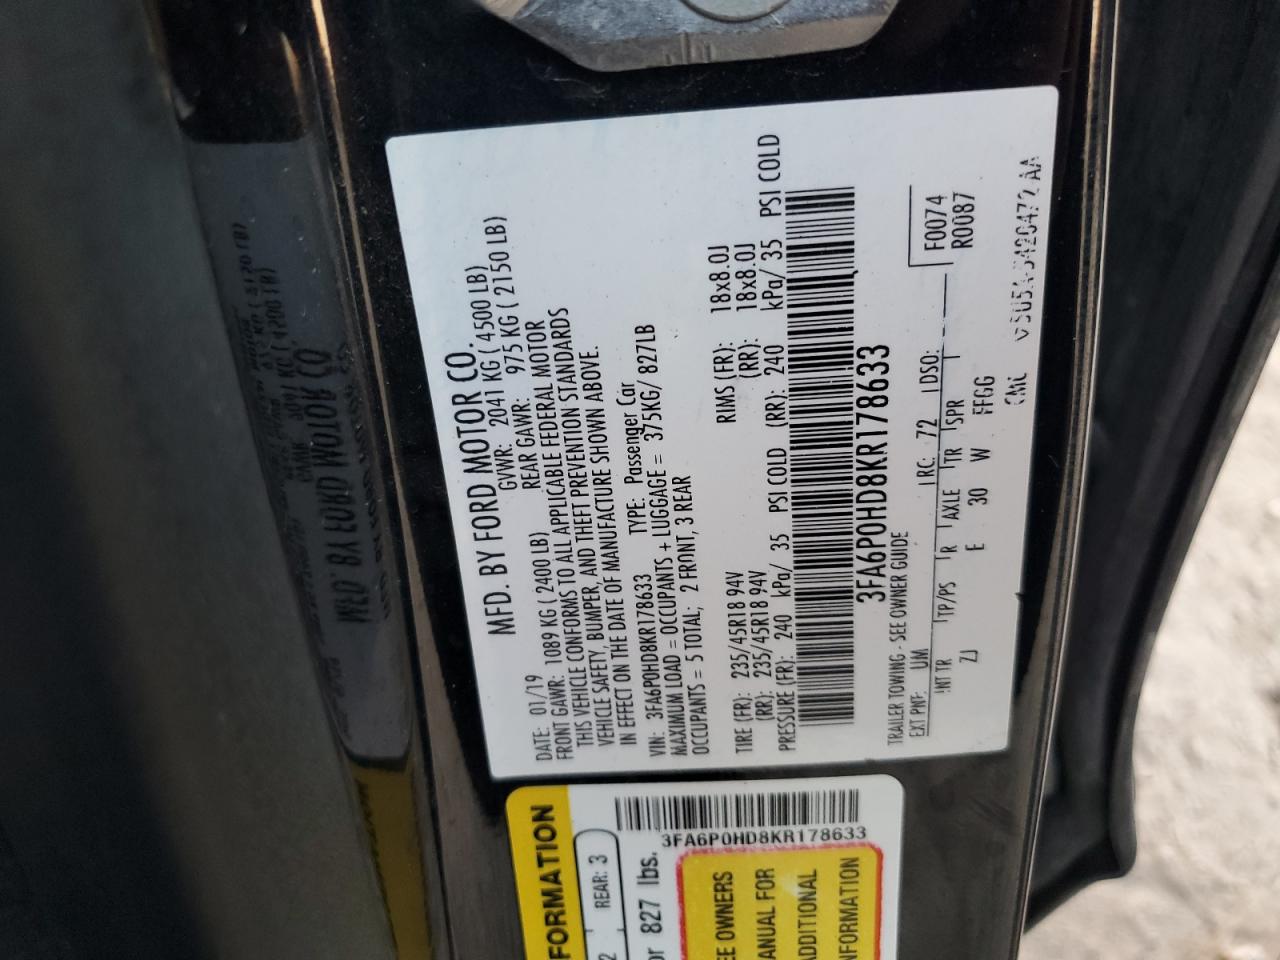 MFD. BY FORD MOTOR CO.
DATE: 01/19 GVWR: 2041 KG ( 4500 LB)
FRONT GAWR: 1089 KG ( 2400 LB) REAR GAWR: 975 KG ( 2150 LB)
THIS VEHICLE CONFORMS TO ALL APPLICABLE FEDERAL MOTOR
VEHICLE SAFETY, BUMPER, AND THEFT PREVENTION STANDARDS
IN EFFECT ON THE DATE OF MANUFACTURE SHOWN ABOVE.
VIN: 3FA6P0HD8KR178633 TYPE: Passenger Car
MAXIMUM LOAD = OCCUPANTS + LUGGAGE = 375KG/ 827LB
OCCUPANTS = 5 TOTAL; 2 FRONT, 3 REAR
TIRE (FR): 235/45R18 94V RIMS (FR): 18x8.0J
(RR): 235/45R18 94V (RR): 18x8.0J
PRESSURE (FR): 240 kPa/ 35 PSI COLD (RR): 240 kPa/ 35 PSI COLD
3FA6P0HD8KR178633
TRAILER TOWING - SEE OWNER GUIDE
EXT PNT: UM RC: 72 DSO: F0074
R0087
INT TR TP/PS R AXLE TR SPR
ZJ E 30 W FFGG
FORMATION
REAR: 3
2
or 827 lbs.
3FA6P0HD8KR178633
EE OWNERS
ANUAL FOR
ADDITIONAL
NFORMATION